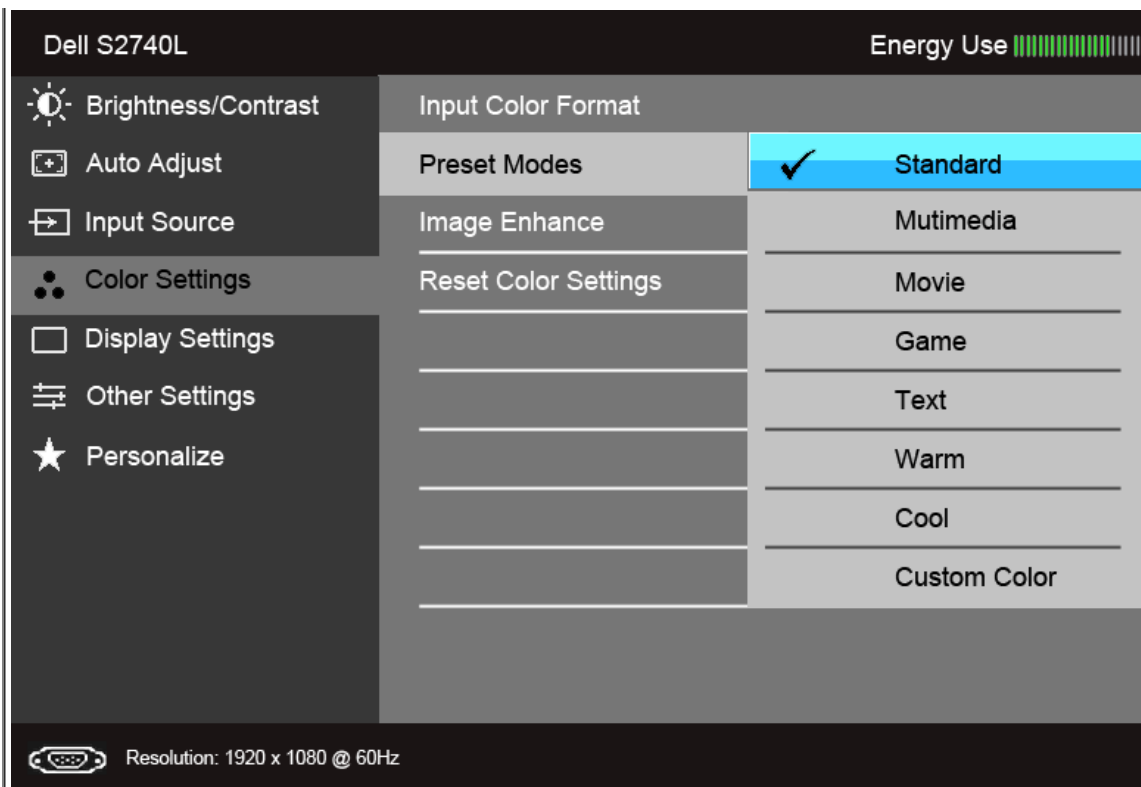 Dell S2740L
Energy Use
Brightness/Contrast
Auto Adjust
Input Source
Color Settings
Display Settings
Other Settings
Personalize
Input Color Format
Preset Modes
Image Enhance
Reset Color Settings
Standard
Mutimedia
Movie
Game
Text
Warm
Cool
Custom Color
Resolution: 1920 x 1080 @ 60Hz